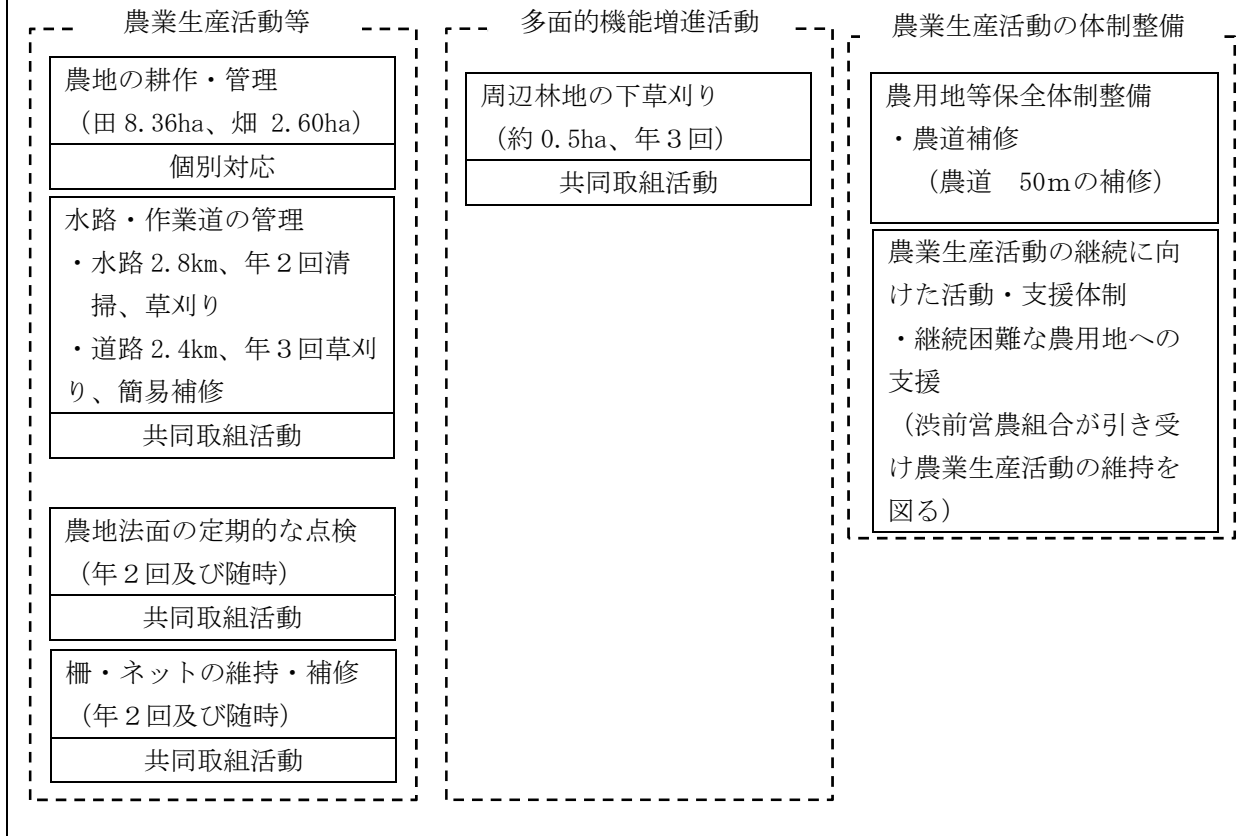 農業生産活動等
農地の耕作・管理
（田 8.36ha、畑 2.60ha）
個別対応
水路・作業道の管理
・水路 2.8km、年２回清
掃、草刈り
・道路 2.4km、年３回草刈
り、簡易補修
共同取組活動
農地法面の定期的な点検
（年２回及び随時）
共同取組活動
柵・ネットの維持・補修
（年２回及び随時）
共同取組活動
多面的機能増進活動
周辺林地の下草刈り
（約 0.5ha、年３回）
共同取組活動
農業生産活動の体制整備
農用地等保全体制整備
・農道補修
（農道　50ｍの補修）
農業生産活動の継続に向
けた活動・支援体制
・継続困難な農用地への
支援
（渋前営農組合が引き受
け農業生産活動の維持を
図る）